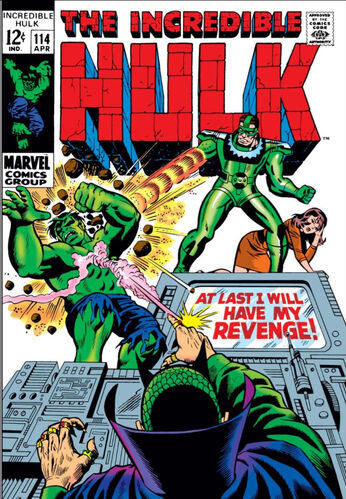 INCREDIBLE
HULK
12¢
IND.
114
APR
MARVEL
COMICS
GROUP
THE INCREDIBLE
HULK
APPROVED
BY THE
COMICS
CODE
AUTHORITY
AT LAST I WILL
HAVE MY
REVENGE!